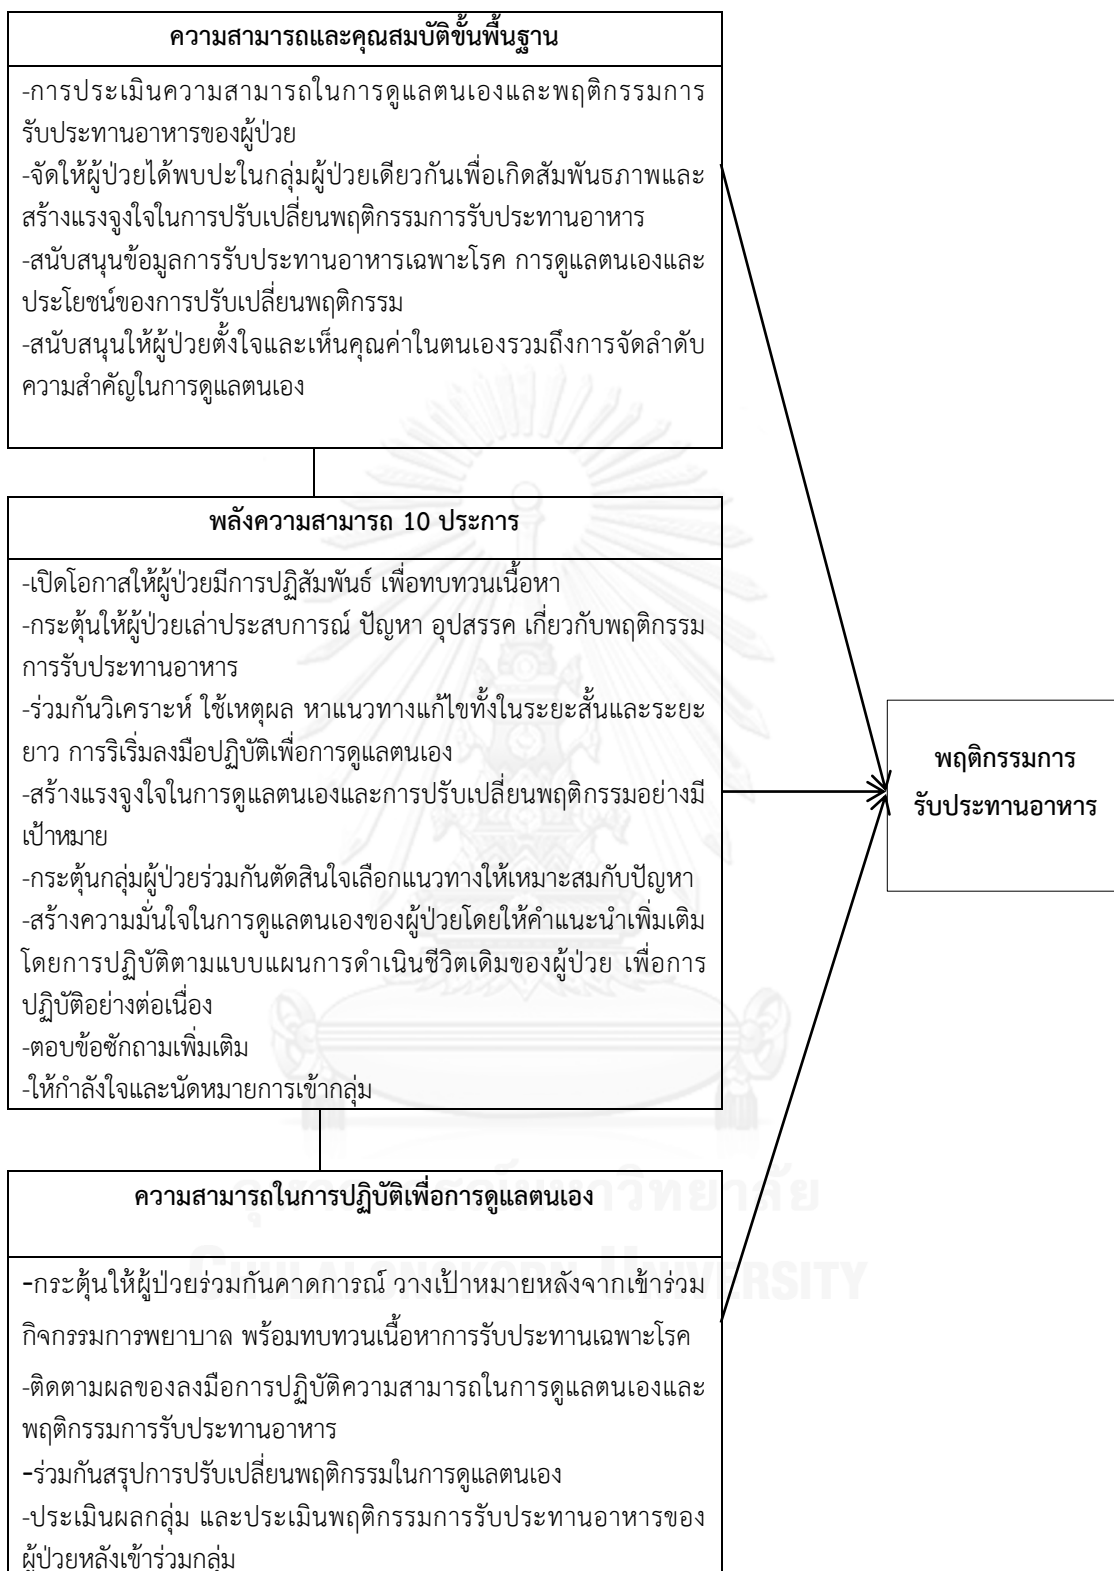 ความสามารถและคุณสมบัติขั้นพื้นฐาน
-การประเมินความสามารถในการดูแลตนเองและพฤติกรรมการ
รับประทานอาหารของผู้ป่วย
-จัดให้ผู้ป่วยได้พบปะในกลุ่มผู้ป่วยเดียวกันเพื่อเกิดสัมพันธภาพและ
สร้างแรงจูงใจในการปรับเปลี่ยนพฤติกรรมการรับประทานอาหาร
-สนับสนุนข้อมูลการรับประทานอาหารเฉพาะโรค การดูแลตนเองและ
ประโยชน์ของการปรับเปลี่ยนพฤติกรรม
-สนับสนุนให้ผู้ป่วยตั้งใจและเห็นคุณค่าในตนเองรวมถึงการจัดลำดับ
ความสำคัญในการดูแลตนเอง
พลังความสามารถ 10 ประการ
-เปิดโอกาสให้ผู้ป่วยมีการปฏิสัมพันธ์ เพื่อทบทวนเนื้อหา
-กระตุ้นให้ผู้ป่วยเล่าประสบการณ์ ปัญหา อุปสรรค เกี่ยวกับพฤติกรรม
การรับประทานอาหาร
-ร่วมกันวิเคราะห์ ใช้เหตุผล หาแนวทางแก้ไขทั้งในระยะสั้นและระยะ
ยาว การริเริ่มลงมือปฏิบัติเพื่อการดูแลตนเอง
-สร้างแรงจูงใจในการดูแลตนเองและการปรับเปลี่ยนพฤติกรรมอย่างมี
เป้าหมาย
-กระตุ้นกลุ่มผู้ป่วยร่วมกันตัดสินใจเลือกแนวทางให้เหมาะสมกับปัญหา
-สร้างความมั่นใจในการดูแลตนเองของผู้ป่วยโดยให้คำแนะนำเพิ่มเติม
โดยการปฏิบัติตามแบบแผนการดำเนินชีวิตเดิมของผู้ป่วย เพื่อการ
ปฏิบัติอย่างต่อเนื่อง
-ตอบข้อซักถามเพิ่มเติม
-ให้กำลังใจและนัดหมายการเข้ากลุ่ม
พฤติกรรมการ
รับประทานอาหาร
ความสามารถในการปฏิบัติเพื่อการดูแลตนเอง
-กระตุ้นให้ผู้ป่วยร่วมกันคาดการณ์ วางเป้าหมายหลังจากเข้าร่วม
กิจกรรมการพยาบาล พร้อมทบทวนเนื้อหาการรับประทานเฉพาะโรค
-ติดตามผลของลงมือการปฏิบัติความสามารถในการดูแลตนเองและ
พฤติกรรมการรับประทานอาหาร
-ร่วมกันสรุปการปรับเปลี่ยนพฤติกรรมในการดูแลตนเอง
-ประเมินผลกลุ่ม และประเมินพฤติกรรมการรับประทานอาหารของ
ผู้ป่วยหลังเข้าร่วมกลุ่ม
จุฬาลงกรณ์มหาวิทยาลัย
CHULALONGKORN UNIVERSITY